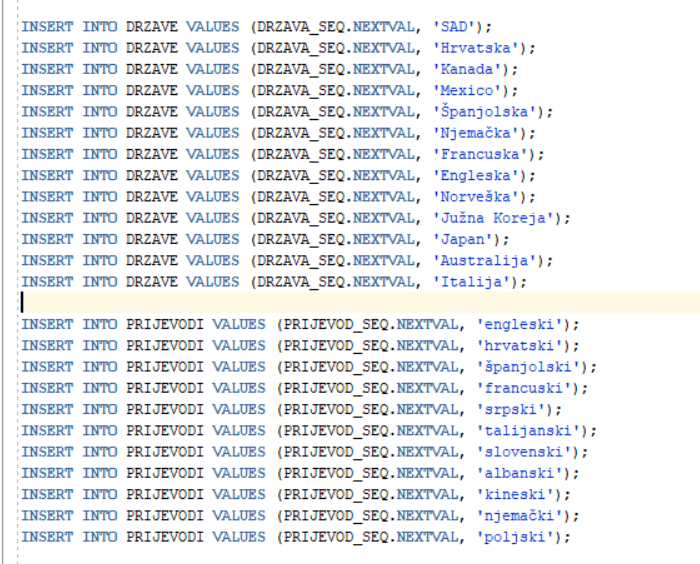 INSERT INTO DRZAVE VALUES (DRZAVA_SEQ.NEXTVAL, 'SAD');
INSERT INTO DRZAVE VALUES (DRZAVA_SEQ.NEXTVAL, 'Hrvatska');
INSERT INTO DRZAVE VALUES (DRZAVA_SEQ.NEXTVAL, 'Kanada');
INSERT INTO DRZAVE VALUES (DRZAVA_SEQ.NEXTVAL, 'Mexico');
INSERT INTO DRZAVE VALUES (DRZAVA_SEQ.NEXTVAL, 'Španjolska');
INSERT INTO DRZAVE VALUES (DRZAVA_SEQ.NEXTVAL, 'Njemačka');
INSERT INTO DRZAVE VALUES (DRZAVA_SEQ.NEXTVAL, 'Francuska');
INSERT INTO DRZAVE VALUES (DRZAVA_SEQ.NEXTVAL, 'Engleska');
INSERT INTO DRZAVE VALUES (DRZAVA_SEQ.NEXTVAL, 'Norveška');
INSERT INTO DRZAVE VALUES (DRZAVA_SEQ.NEXTVAL, 'Južna Koreja');
INSERT INTO DRZAVE VALUES (DRZAVA_SEQ.NEXTVAL, 'Japan');
INSERT INTO DRZAVE VALUES (DRZAVA_SEQ.NEXTVAL, 'Australija');
INSERT INTO DRZAVE VALUES (DRZAVA_SEQ.NEXTVAL, 'Italija');
INSERT INTO PRIJEVODI VALUES (PRIJEVOD_SEQ.NEXTVAL, 'engleski');
INSERT INTO PRIJEVODI VALUES (PRIJEVOD_SEQ.NEXTVAL, 'hrvatski');
INSERT INTO PRIJEVODI VALUES (PRIJEVOD_SEQ.NEXTVAL, 'španjolski');
INSERT INTO PRIJEVODI VALUES (PRIJEVOD_SEQ.NEXTVAL, 'francuski');
INSERT INTO PRIJEVODI VALUES (PRIJEVOD_SEQ.NEXTVAL, 'srpski');
INSERT INTO PRIJEVODI VALUES (PRIJEVOD_SEQ.NEXTVAL, 'talijanski');
INSERT INTO PRIJEVODI VALUES (PRIJEVOD_SEQ.NEXTVAL, 'slovenski');
INSERT INTO PRIJEVODI VALUES (PRIJEVOD_SEQ.NEXTVAL, 'albanski');
INSERT INTO PRIJEVODI VALUES (PRIJEVOD_SEQ.NEXTVAL, 'kineski');
INSERT INTO PRIJEVODI VALUES (PRIJEVOD_SEQ.NEXTVAL, 'njemački');
INSERT INTO PRIJEVODI VALUES (PRIJEVOD_SEQ.NEXTVAL, 'poljski');